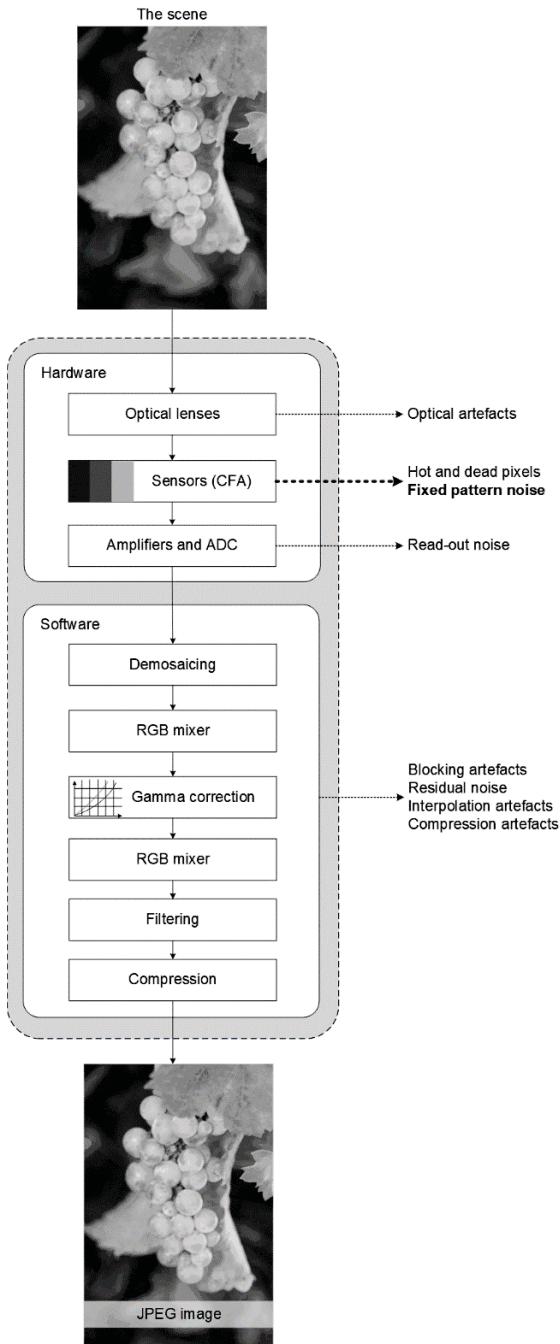 The scene
Hardware
Optical lenses
Optical artefacts
Sensors (CFA)
Hot and dead pixels
Fixed pattern noise
Amplifiers and ADC
Read-out noise
Software
Demosaicing
RGB mixer
Gamma correction
Blocking artefacts
Residual noise
Interpolation artefacts
Compression artefacts
RGB mixer
Filtering
Compression
JPEG image